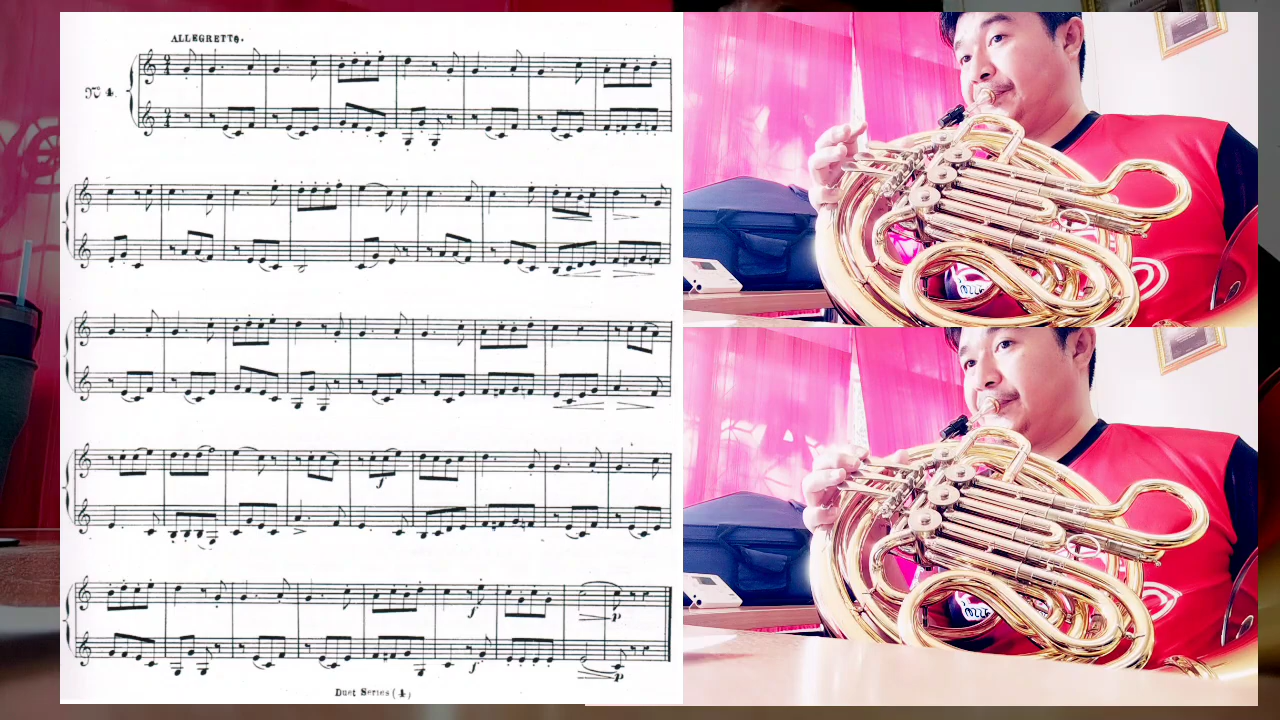 ALLEGRETTO.
Nº 4.
f
f
p
f
p
Duet Series (4)